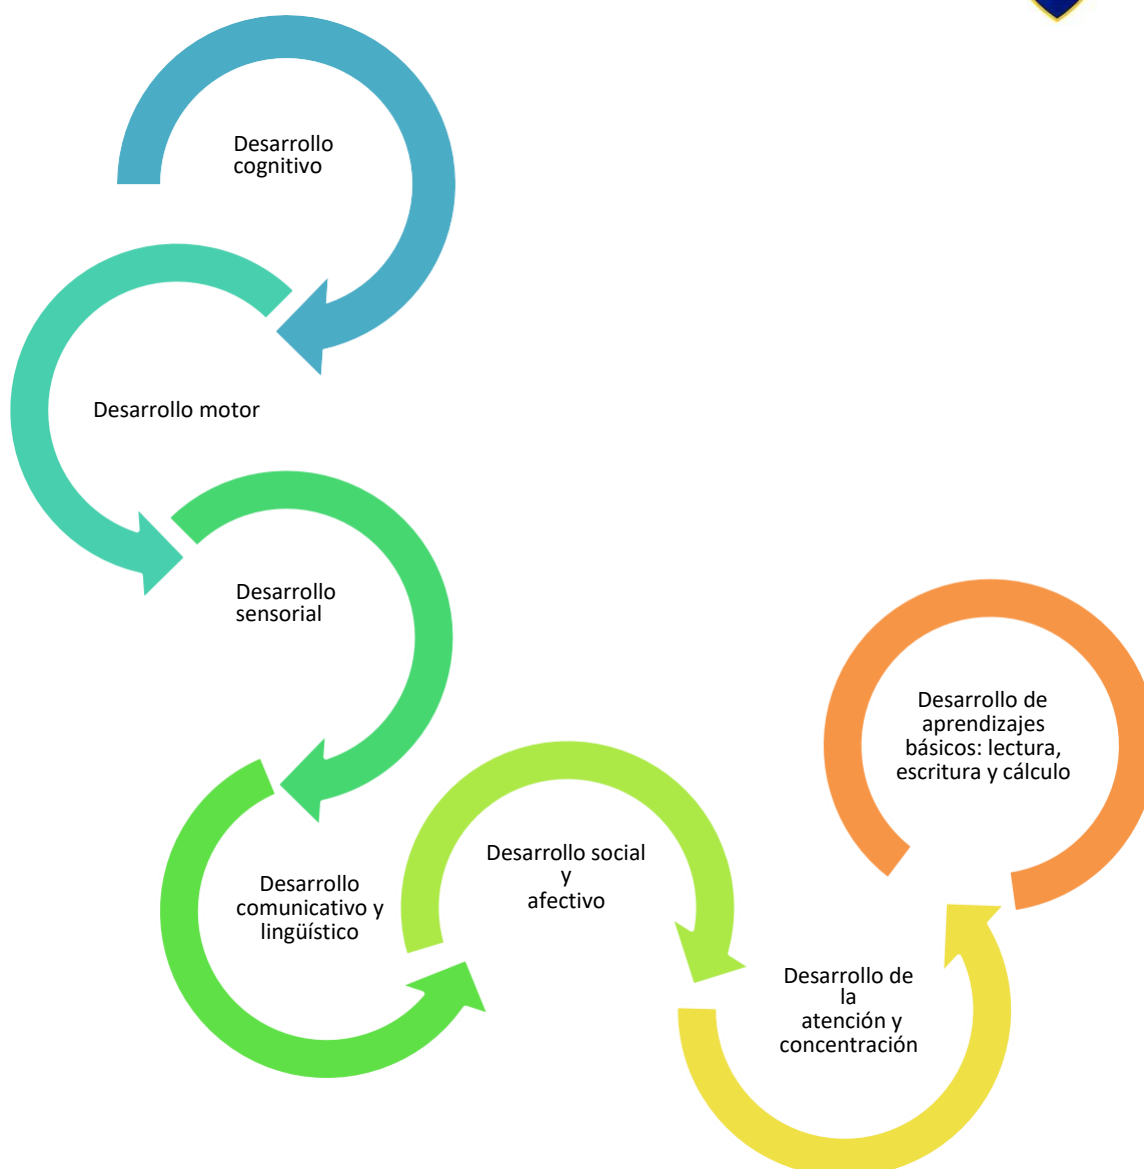 Desarrollo
cognitivo
Desarrollo motor
Desarrollo
sensorial
Desarrollo
comunicativo y
lingüístico
Desarrollo social
y
afectivo
Desarrollo de
la
atención y
concentración
Desarrollo de
aprendizajes
básicos: lectura,
escritura y cálculo